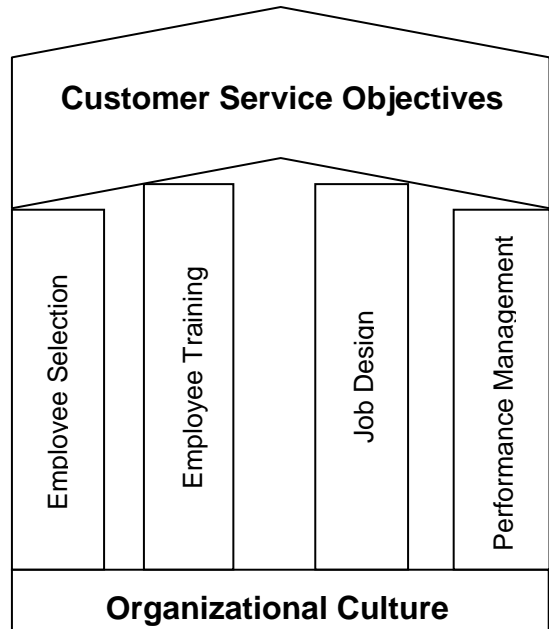 Customer Service Objectives
Employee Selection
Employee Training
Job Design
Performance Management
Organizational Culture